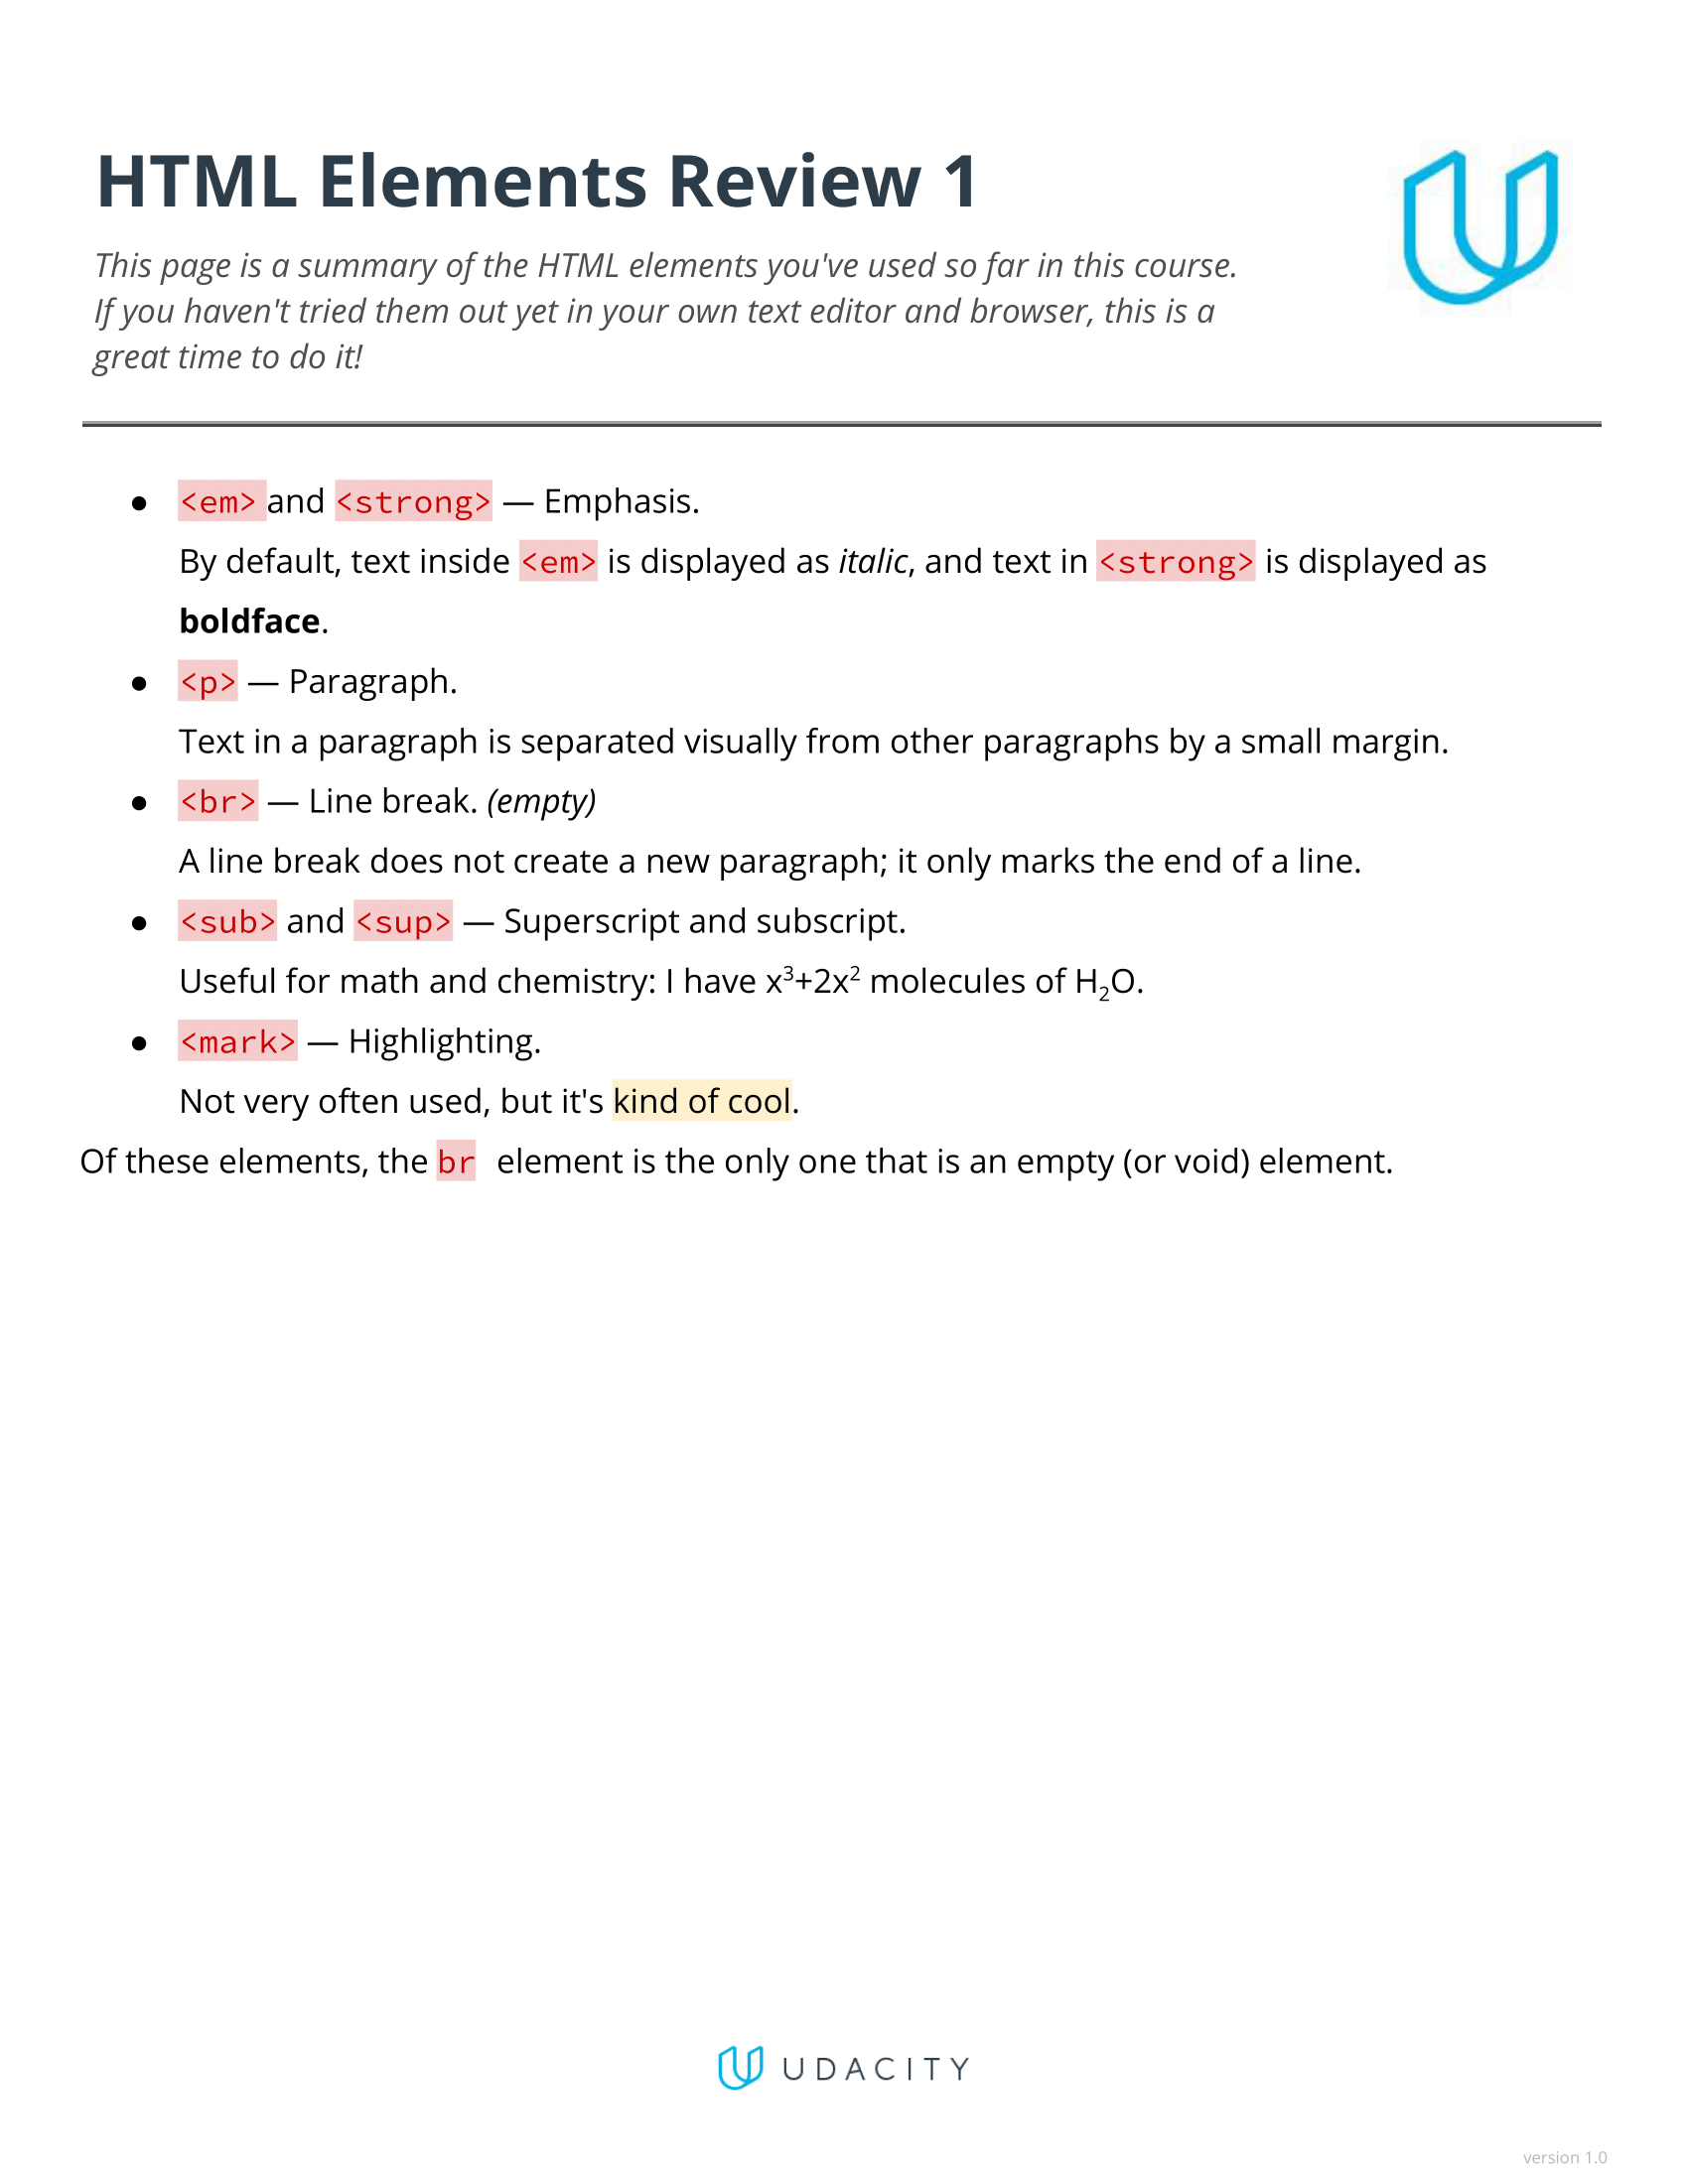 HTML Elements Review 1
This page is a summary of the HTML elements you've used so far in this course.
If you haven't tried them out yet in your own text editor and browser, this is a
great time to do it!
● <em> and <strong> — Emphasis.
By default, text inside <em> is displayed as italic, and text in <strong> is displayed as
boldface.
● <p> — Paragraph.
Text in a paragraph is separated visually from other paragraphs by a small margin.
● <br> — Line break. (empty)
A line break does not create a new paragraph; it only marks the end of a line.
● <sub> and <sup> — Superscript and subscript.
Useful for math and chemistry: I have x³+2x² molecules of H₂O.
● <mark> — Highlighting.
Not very often used, but it's kind of cool.
Of these elements, the br element is the only one that is an empty (or void) element.
UDACITY
version 1.0